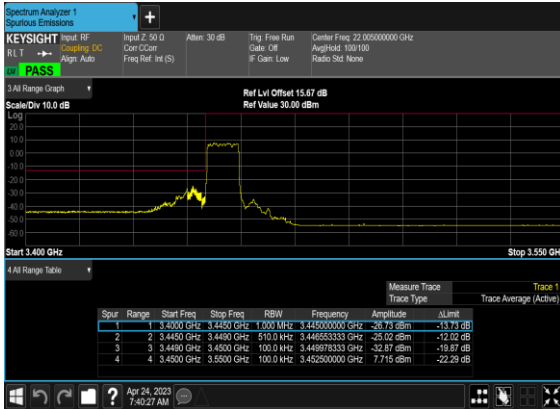 Spectrum Analyzer 1
Spurious Emissions
KEYSIGHT Input: RF Input Z: 50 Ω Atten: 30 dB Trig: Free Run Center Freq: 22.005000000 GHz
RLT Coupling: DC Corr CCorr Gate: Off Avg|Hold: 100/100
Align: Auto Freq Ref: Int (S) IF Gain: Low Radio Std: None
PASS
3 All Range Graph
Ref Lvl Offset 15.67 dB
Scale/Div 10.0 dB Ref Value 30.00 dBm
Log
20.0
10.0
0.00
-10.0
-20.0
-30.0
-40.0
-50.0
-60.0
Start 3.400 GHz Stop 3.550 GH
4 All Range Table
Measure Trace Trace 1
Trace Type Trace Average (Active)
Spur Range Start Freq Stop Freq RBW Frequency Amplitude ΔLimit
1 1 3.4000 GHz 3.4450 GHz 1.000 MHz 3.445000000 GHz -26.73 dBm -13.73 dB
2 2 3.4450 GHz 3.4490 GHz 510.0 kHz 3.446553333 GHz -25.02 dBm -12.02 dB
3 3 3.4490 GHz 3.4500 GHz 100.0 kHz 3.449978333 GHz -32.87 dBm -19.87 dB
4 4 3.4500 GHz 3.5500 GHz 100.0 kHz 3.452500000 GHz 7.715 dBm -22.29 dB
Apr 24, 2023
7:40:27 AM